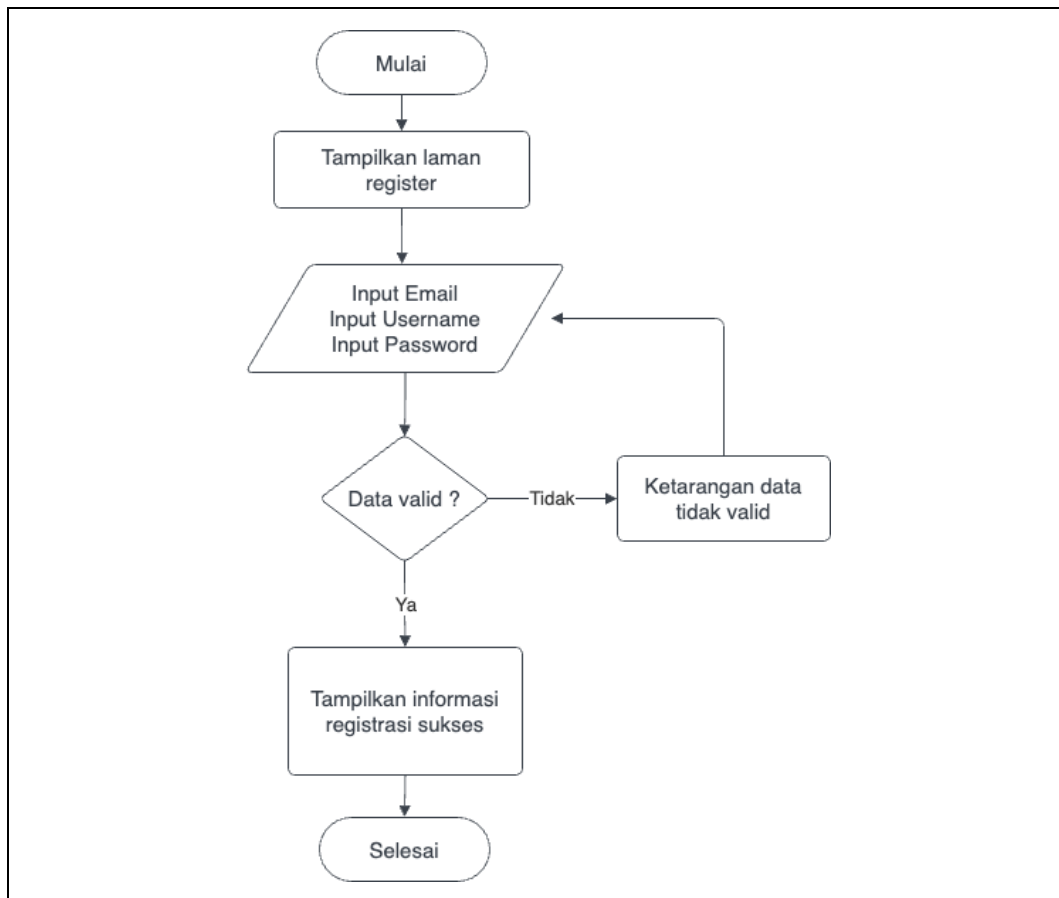 Mulai
Tampilkan laman
register
Input Email
Input Username
Input Password
Data valid ?
Tidak
Ketarangan data
tidak valid
Ya
Tampilkan informasi
registrasi sukses
Selesai